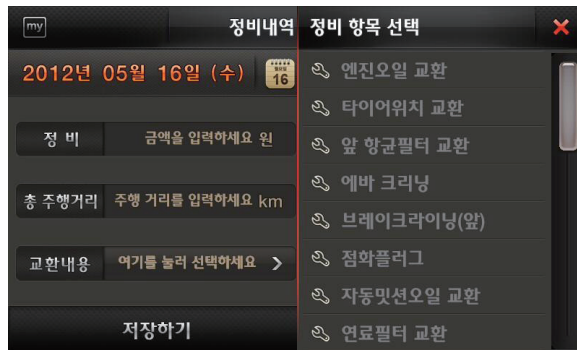 my
정비내역
2012년 05월 16일 (수)
16
정 비 금액을 입력하세요 원
총 주행거리 주행 거리를 입력하세요 km
교환내용 여기를 눌러 선택하세요 >
저장하기
정비 항목 선택
엔진오일 교환
타이어위치 교환
앞 항균필터 교환
에바 크리닝
브레이크라이닝(앞)
점화플러그
자동밋션오일 교환
연료필터 교환